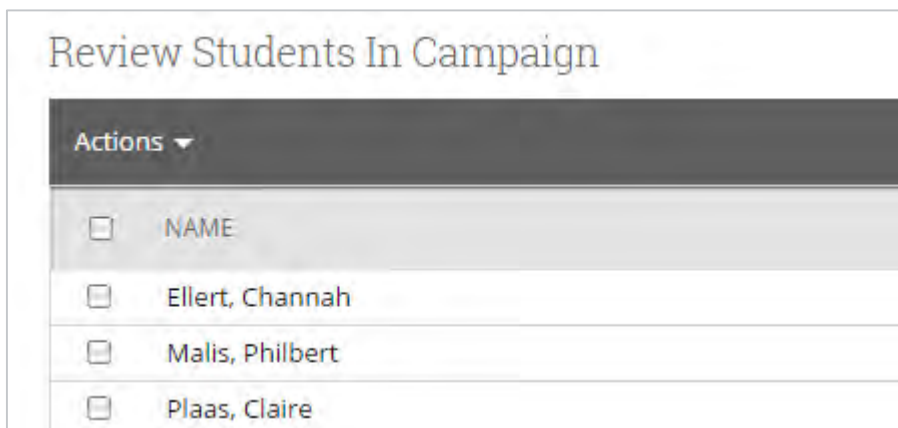 Review Students In Campaign
Actions
NAME
Ellert, Channah
Malis, Philbert
Plaas, Claire